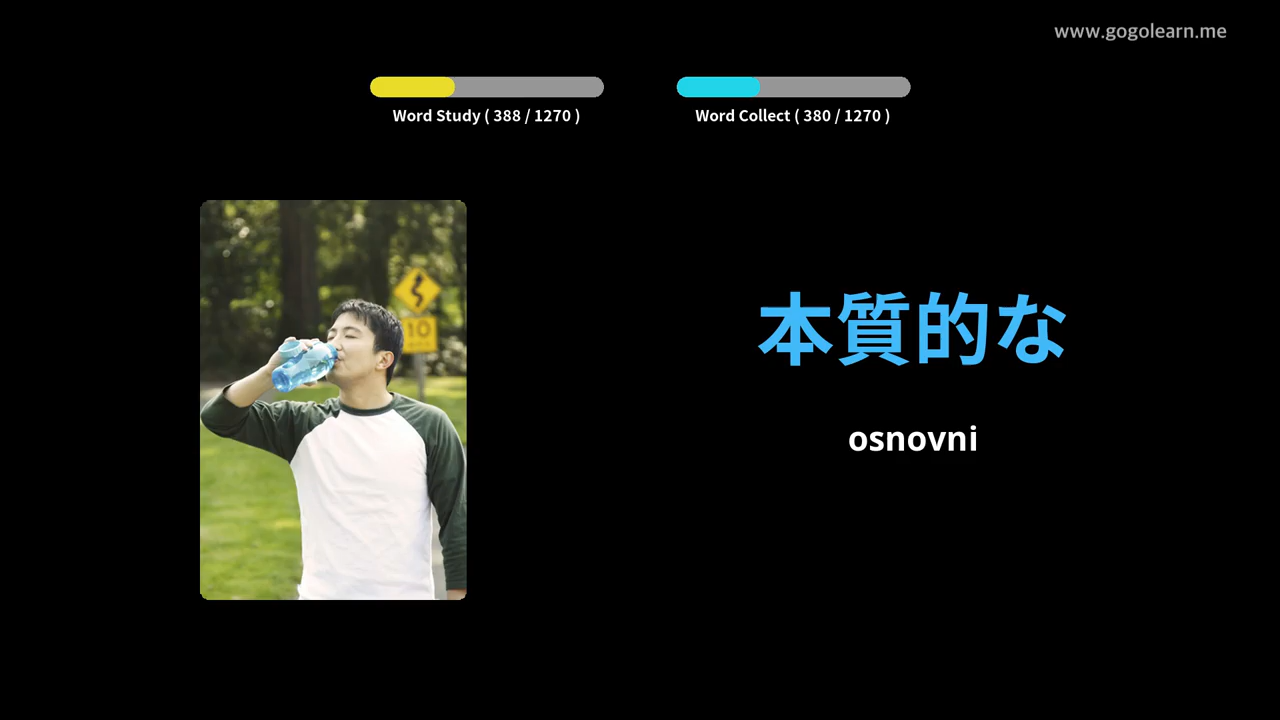 www.gogolearn.me
Word Study ( 388 / 1270 )
Word Collect ( 380 / 1270 )
10
本質的な
osnovni